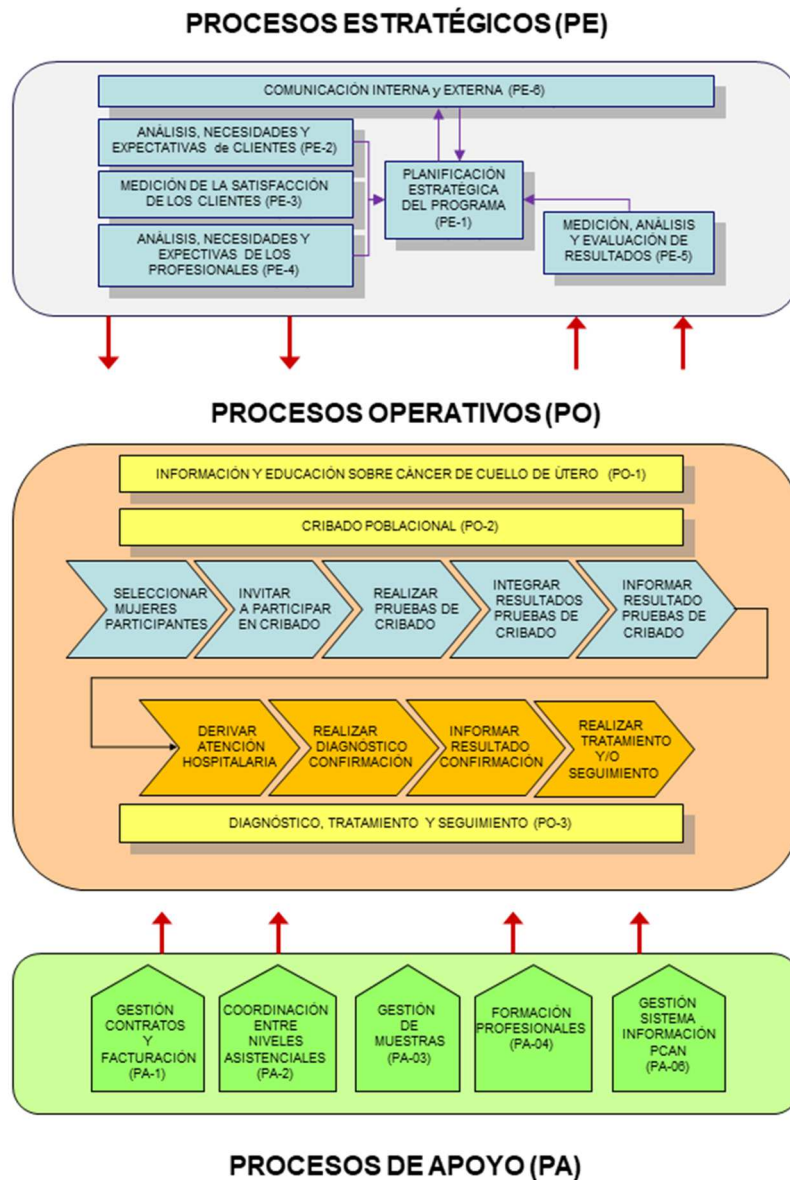 PROCESOS ESTRATÉGICOS (PE)
COMUNICACIÓN INTERNA y EXTERNA (PE-6)
ANÁLISIS, NECESIDADES Y
EXPECTATIVAS de CLIENTES (PE-2)
MEDICIÓN DE LA SATISFACCIÓN
DE LOS CLIENTES (PE-3)
ANÁLISIS, NECESIDADES Y
EXPECTIVAS DE LOS
PROFESIONALES (PE-4)
PLANIFICACIÓN
ESTRATÉGICA
DEL PROGRAMA
(PE-1)
MEDICIÓN, ANÁLISIS
Y EVALUACIÓN DE
RESULTADOS (PE-5)
PROCESOS OPERATIVOS (PO)
INFORMACIÓN Y EDUCACIÓN SOBRE CÁNCER DE CUELLO DE ÚTERO (PO-1)
CRIBADO POBLACIONAL (PO-2)
SELECCIONAR
MUJERES
PARTICIPANTES
INVITAR
A PARTICIPAR
EN CRIBADO
REALIZAR
PRUEBAS DE
CRIBADO
INTEGRAR
RESULTADOS
PRUEBAS DE
CRIBADO
INFORMAR
RESULTADO
PRUEBAS DE
CRIBADO
DERIVAR
ATENCIÓN
HOSPITALARIA
REALIZAR
DIAGNÓSTICO
CONFIRMACIÓN
INFORMAR
RESULTADO
CONFIRMACIÓN
REALIZAR
TRATAMIENTO
Y/O
SEGUIMIENTO
DIAGNÓSTICO, TRATAMIENTO Y SEGUIMIENTO (PO-3)
GESTIÓN
CONTRATOS
Y
FACTURACIÓN
(PA-1)
COORDINACIÓN
ENTRE
NIVELES
ASISTENCIALES
(PA-2)
GESTIÓN
DE
MUESTRAS
(PA-03)
FORMACIÓN
PROFESIONALES
(PA-04)
GESTIÓN
SISTEMA
INFORMACIÓN
PCAN
(PA-06)
PROCESOS DE APOYO (PA)